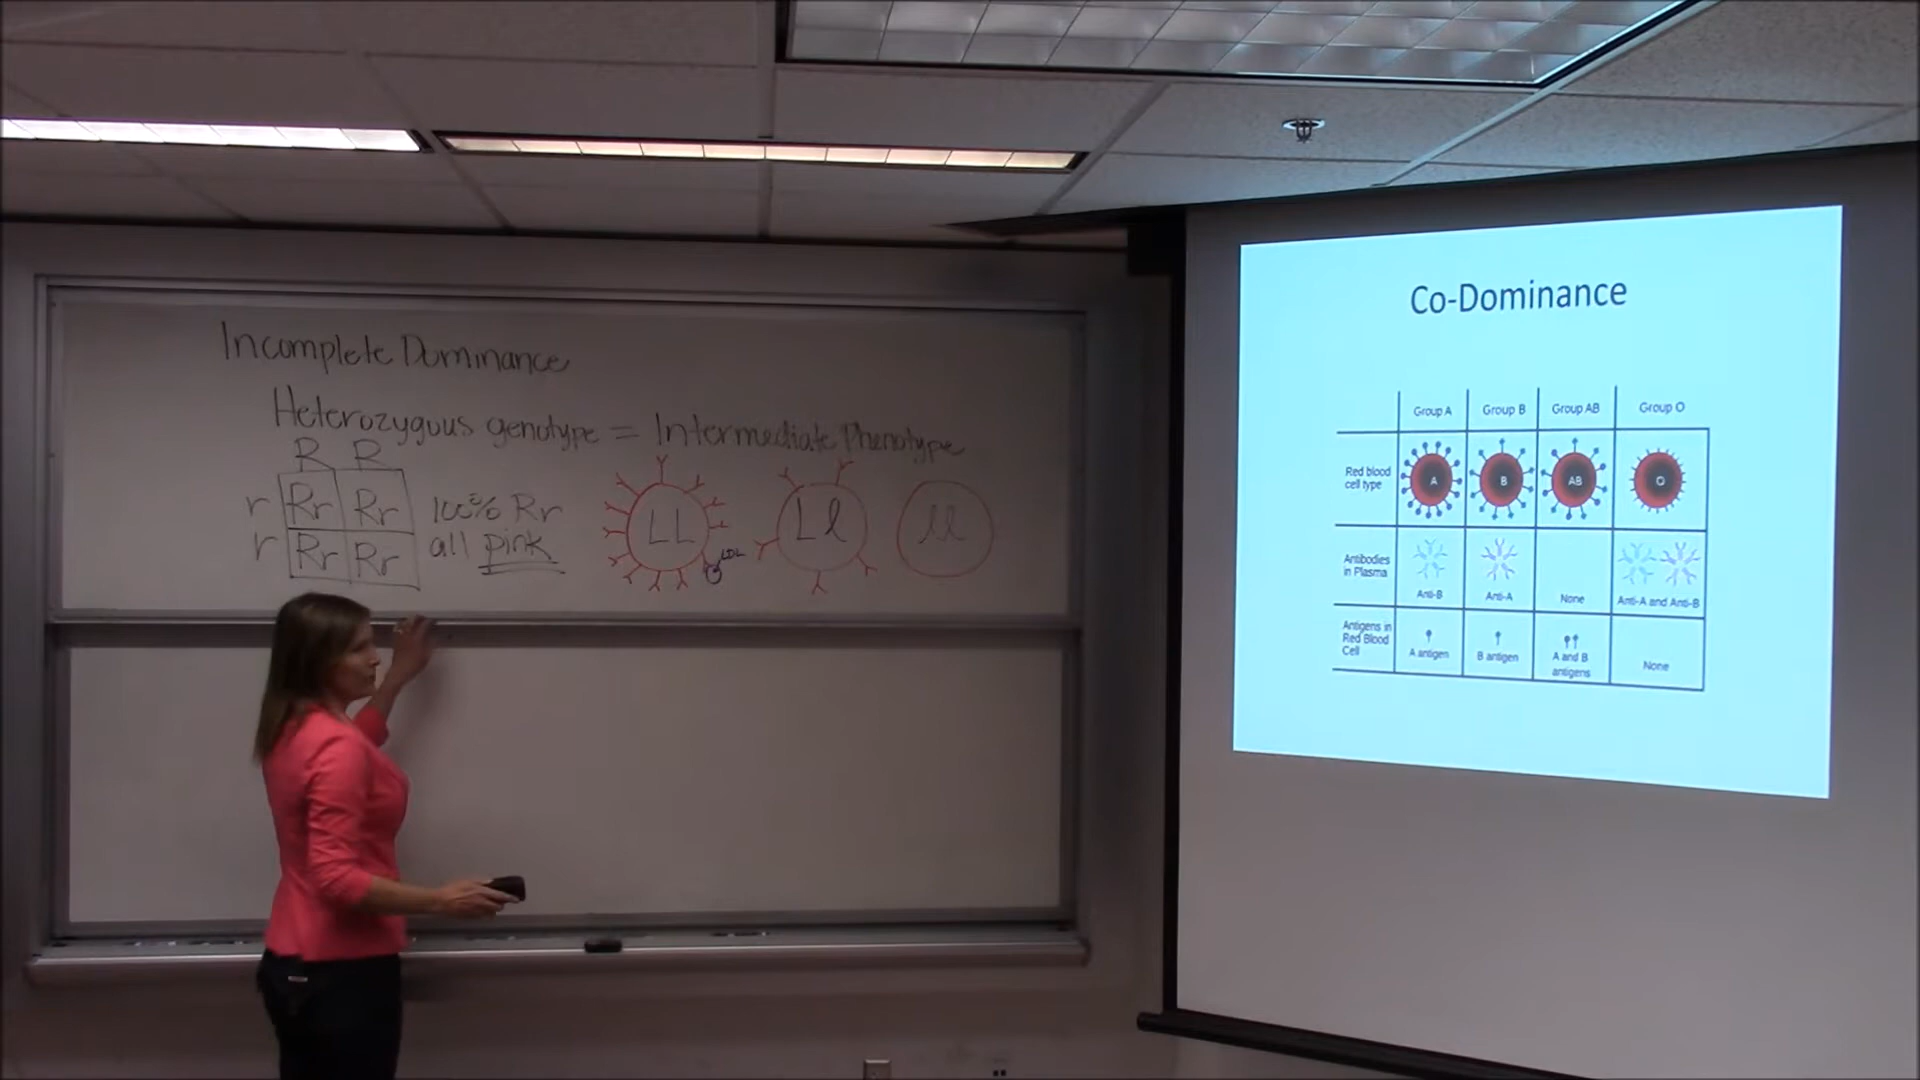 Incomplete Dominance
Heterozygous genotype = Intermediate Phenotype
R R
r Rr Rr
r Rr Rr
100% Rr
all pink
LL
LDL
Ll
ll
Co-Dominance
Group A Group B Group AB Group O
Red blood cell type
A B AB O
Antibodies in Plasma
Anti-B Anti-A None Anti-A and Anti-B
Antigens in Red Blood Cell
A antigen B antigen A and B antigens None